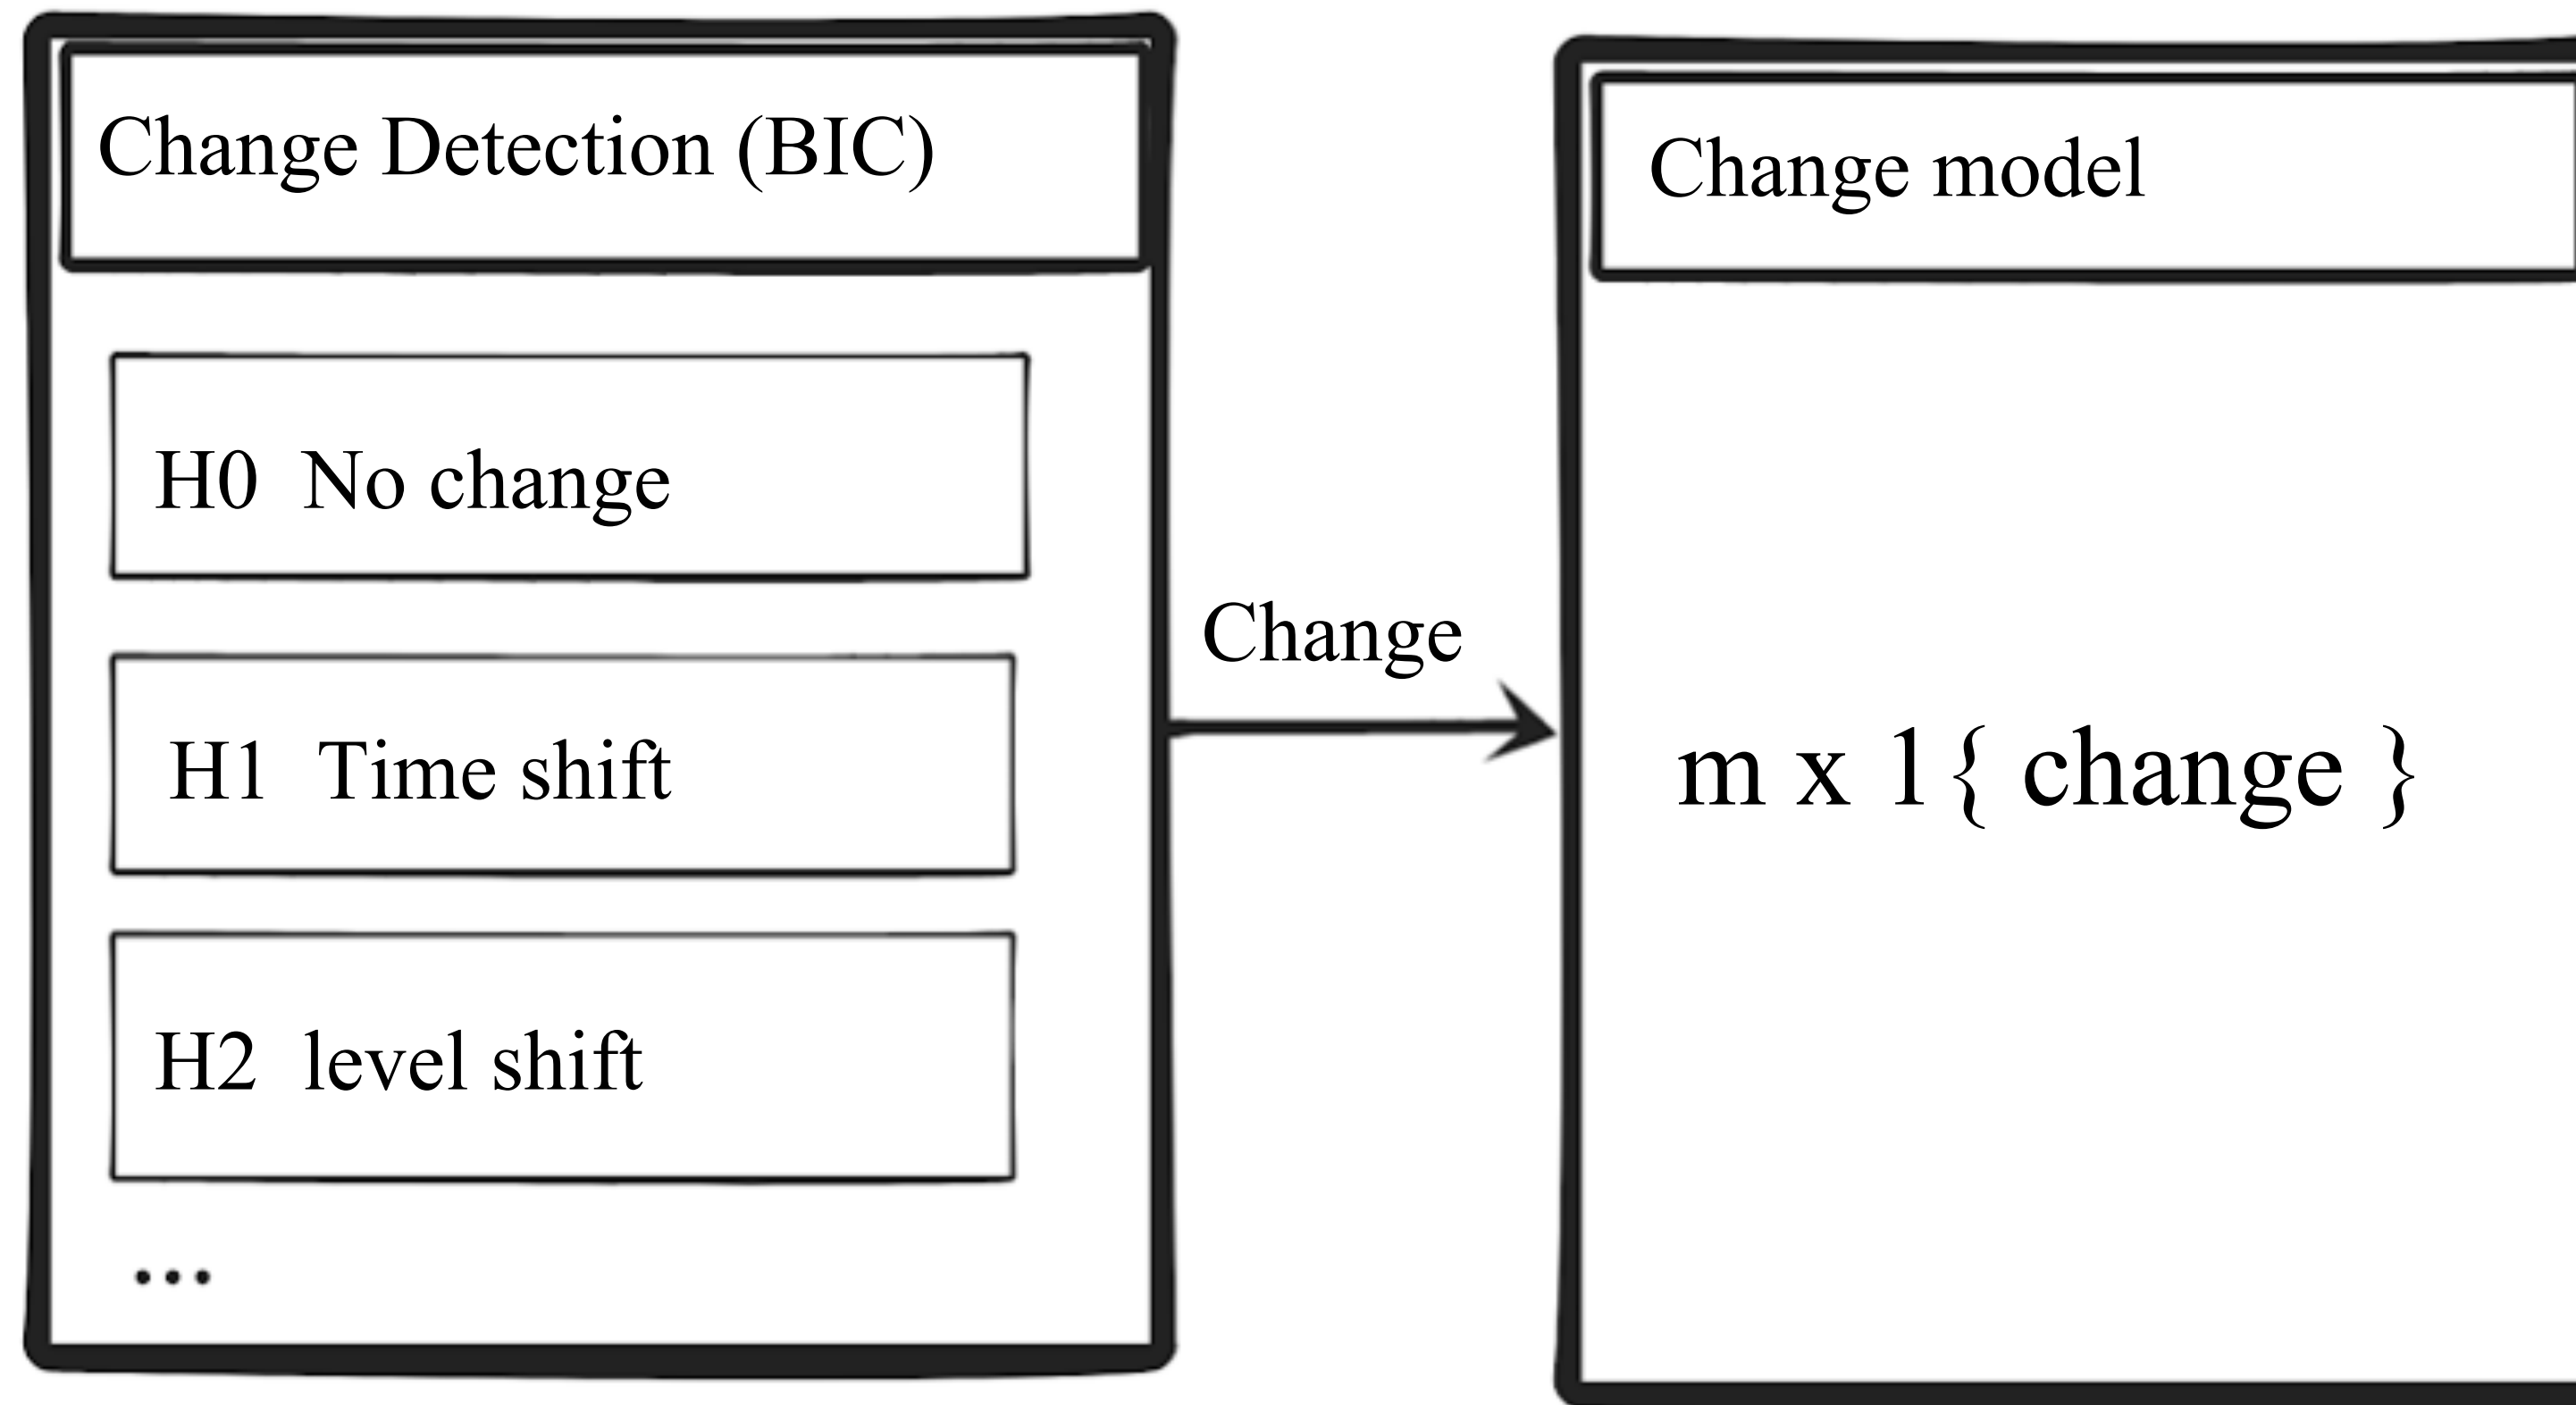 Change Detection (BIC)
H0 No change
H1 Time shift
H2 level shift
...
Change
Change model
m x 1{ change }